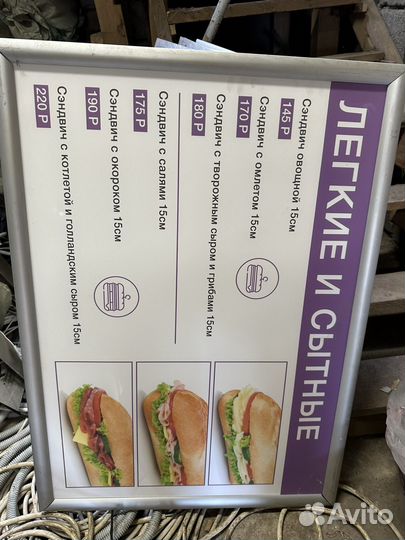 ЛЕГКИЕ И СЫТНЫЕ
Сэндвич овощной 15см
145 Р
Сэндвич с омлетом 15см
170 Р
Сэндвич с творожным сыром и грибами 15см
180 Р
Сэндвич с салями 15см
175 Р
Сэндвич с окороком 15см
190 Р
Сэндвич с котлетой и голландским сыром 15см
220 Р
Avito